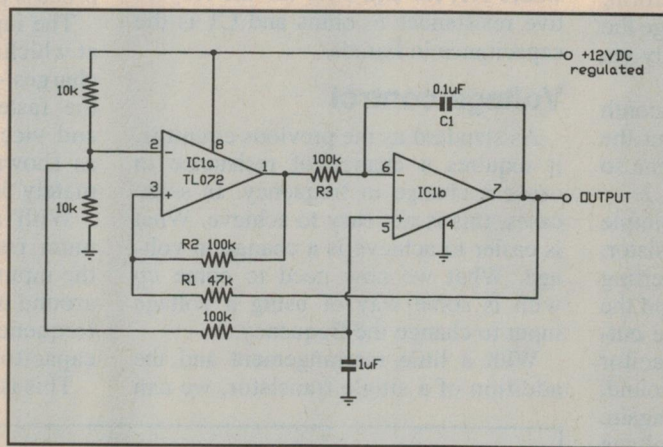 +12VDC
regulated
10k
0.1uF
C1
2
8
IC1a
TL072
100K
R3
6
7
IC1b
OUTPUT
10k
3
5
4
R2 100k
R1 47k
100k
1uF